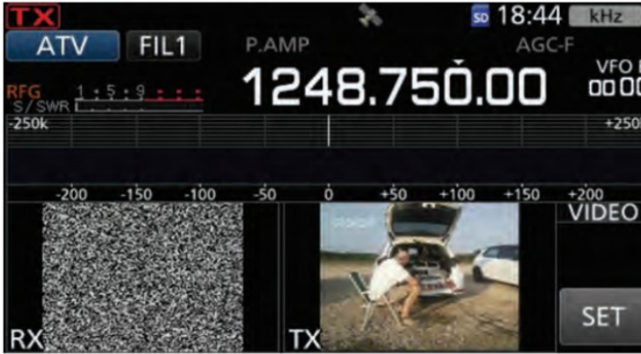 TX SD 18:44 kHz
ATV FIL1 P.AMP AGC-F
1248.750.00
VFO
RFG 1 5 9
S/SWR
-250k +250
-200 -150 -100 -50 0 +50 +100 +150 +200
VIDEO
SET
RX TX